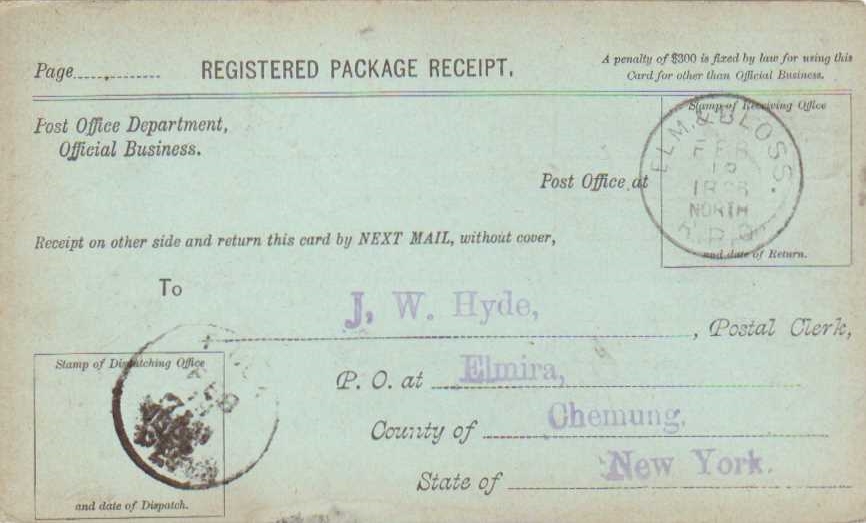 Page
REGISTERED PACKAGE RECEIPT.
A penalty of $300 is fixed by law for using this
Card for other than Official Business.
Post Office Department,
Official Business.
Stamp of Receiving Office
ELM. & BLOSS.
FEB
NORTH
R.P.O.
and date of Return.
Post Office at
Receipt on other side and return this card by NEXT MAIL, without cover,
To
J. W. Hyde,
, Postal Clerk,
Stamp of Dispatching Office
FEB
and date of Dispatch.
P. O. at Elmira,
County of Chemung,
State of New York.